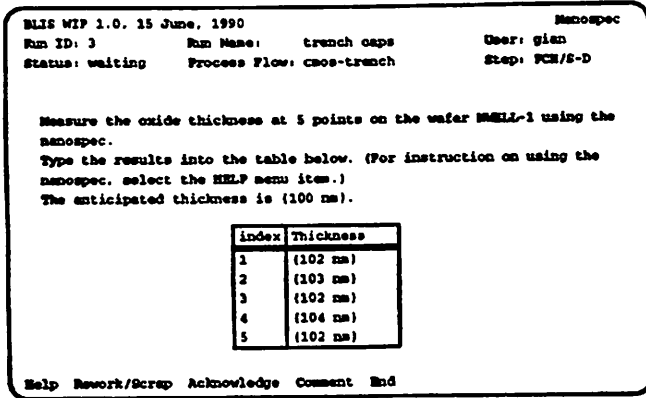 BLIS WIP 1.0, 15 June, 1990 Nanospec
Run ID: 3 Run Name: trench caps User: gian
Status: waiting Process Flow: cmos-trench Step: PCH/S-D
Measure the oxide thickness at 5 points on the wafer NWELL-1 using the
nanospec.
Type the results into the table below. (For instruction on using the
nanospec, select the HELP menu item.)
The anticipated thickness is {100 nm}.
index Thickness
1 {102 nm}
2 {103 nm}
3 {102 nm}
4 {104 nm}
5 {102 nm}
Help Rework/Scrap Acknowledge Comment End